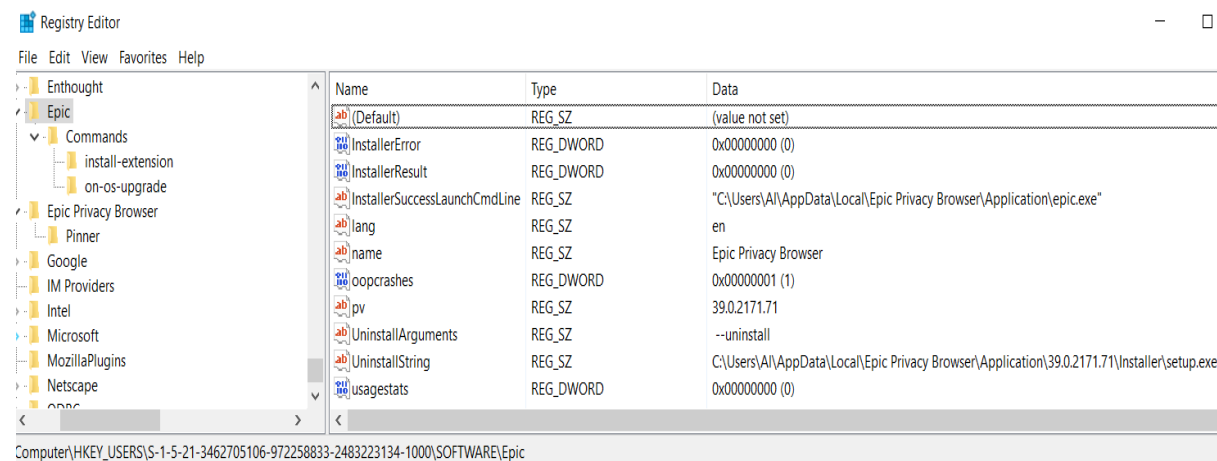 Registry Editor
File Edit View Favorites Help
Enthought
Epic
Commands
install-extension
on-os-upgrade
Epic Privacy Browser
Pinner
Google
IM Providers
Intel
Microsoft
MozillaPlugins
Netscape
Name Type Data
(Default) REG_SZ (value not set)
InstallerError REG_DWORD 0x00000000 (0)
InstallerResult REG_DWORD 0x00000000 (0)
InstallerSuccessLaunchCmdLine REG_SZ "C:\Users\Al\AppData\Local\Epic Privacy Browser\Application\epic.exe"
lang REG_SZ en
name REG_SZ Epic Privacy Browser
oopcrashes REG_DWORD 0x00000001 (1)
pv REG_SZ 39.0.2171.71
UninstallArguments REG_SZ --uninstall
UninstallString REG_SZ C:\Users\Al\AppData\Local\Epic Privacy Browser\Application\39.0.2171.71\Installer\setup.exe
usagestats REG_DWORD 0x00000000 (0)
Computer\HKEY_USERS\S-1-5-21-3462705106-972258833-2483223134-1000\SOFTWARE\Epic